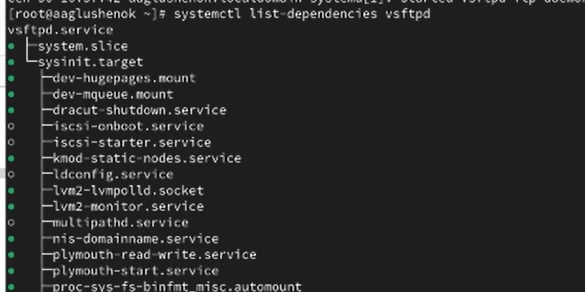 [root@aaglushenok ~]# systemctl list-dependencies vsftpd
vsftpd.service
● ├─system.slice
● └─sysinit.target
●   ├─dev-hugepages.mount
●   ├─dev-mqueue.mount
●   ├─dracut-shutdown.service
○   ├─iscsi-onboot.service
○   ├─iscsi-starter.service
●   ├─kmod-static-nodes.service
○   ├─ldconfig.service
●   ├─lvm2-lvmpolld.socket
●   ├─lvm2-monitor.service
○   ├─multipathd.service
●   ├─nis-domainname.service
●   ├─plymouth-read-write.service
●   ├─plymouth-start.service
●   ├─proc-sys-fs-binfmt_misc.automount